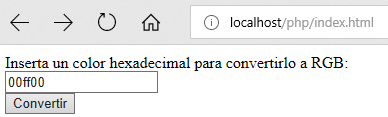 localhost/php/index.html
Inserta un color hexadecimal para convertirlo a RGB:
00ff00
Convertir